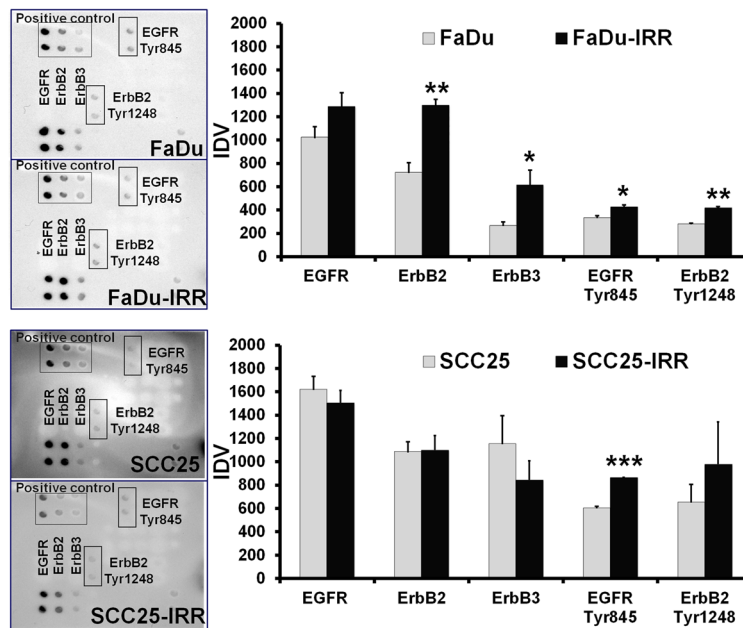 Positive control
EGFR
Tyr845
EGFR
ErbB2
ErbB3
ErbB2
Tyr1248
FaDu
Positive control
EGFR
Tyr845
EGFR
ErbB2
ErbB3
ErbB2
Tyr1248
FaDu-IRR
2000
1800
1600
1400
1200
1000
800
600
400
200
0
IDV
FaDu FaDu-IRR
**
*
*
**
EGFR ErbB2 ErbB3 EGFR ErbB2
Tyr845 Tyr1248
Positive control
EGFR
Tyr845
EGFR
ErbB2
ErbB3
ErbB2
Tyr1248
SCC25
Positive control
EGFR
Tyr845
EGFR
ErbB2
ErbB3
ErbB2
Tyr1248
SCC25-IRR
2000
1800
1600
1400
1200
1000
800
600
400
200
0
IDV
SCC25 SCC25-IRR
***
EGFR ErbB2 ErbB3 EGFR ErbB2
Tyr845 Tyr1248